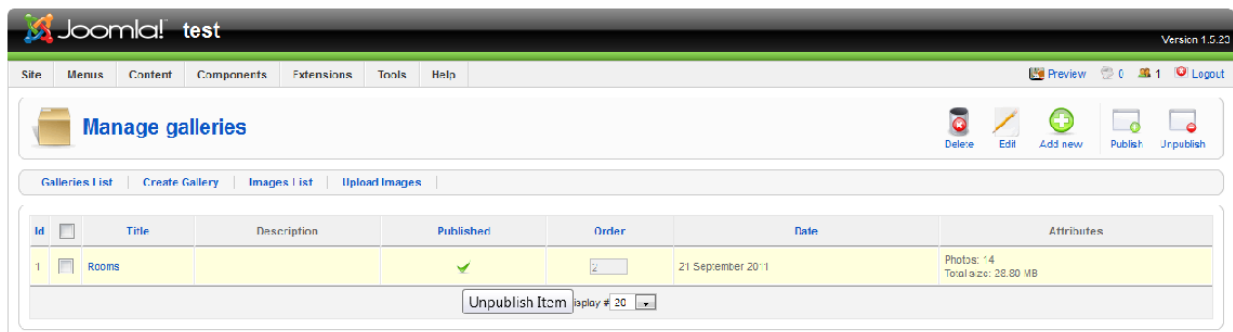 Joomla! test
Version 1.5.23
Site Menus Content Components Extensions Tools Help Preview 0 1 Logout
Manage galleries
Delete Edit Add new Publish Unpublish
Galleries List Create Gallery Images List Upload Images
Id Title Description Published Order Date Attributes
1 Rooms 2 21 September 2011 Photos: 14
Total size: 28.80 MB
Unpublish Item isplay # 20